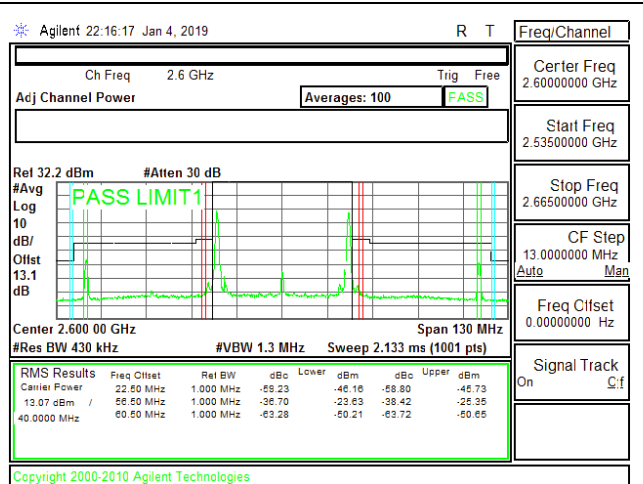 Agilent 22:16:17 Jan 4, 2019 R T
Ch Freq 2.6 GHz Trig Free
Adj Channel Power Averages: 100 PASS
Ref 32.2 dBm #Atten 30 dB
#Avg
Log
10
dB/
Offst
13.1
dB
PASS LIMIT1
Center 2.600 00 GHz Span 130 MHz
#Res BW 430 kHz #VBW 1.3 MHz Sweep 2.133 ms (1001 pts)
RMS Results Freq Offset Ref BW dBc Lower dBm dBc Upper dBm
Carrier Power 22.50 MHz 1.000 MHz -59.23 -46.16 -58.80 -45.73
13.07 dBm / 56.50 MHz 1.000 MHz -36.70 -23.63 -38.42 -25.35
40.0000 MHz 60.50 MHz 1.000 MHz -63.28 -50.21 -63.72 -50.65
Copyright 2000-2010 Agilent Technologies
Freq/Channel
Center Freq
2.60000000 GHz
Start Freq
2.53500000 GHz
Stop Freq
2.66500000 GHz
CF Step
13.0000000 MHz
Auto Man
Freq Offset
0.00000000 Hz
Signal Track
On Off